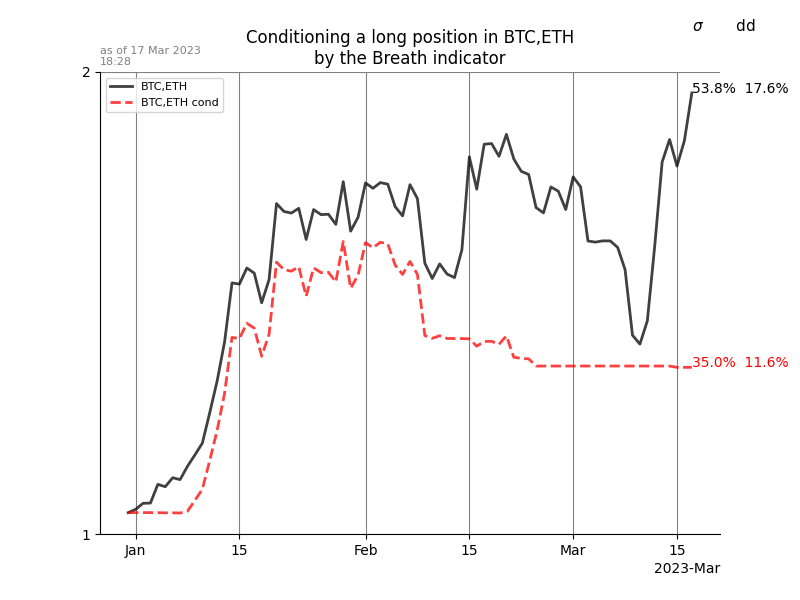 σ dd
Conditioning a long position in BTC,ETH
by the Breath indicator
as of 17 Mar 2023
18:28
2
BTC,ETH
BTC,ETH cond
53.8% 17.6%
35.0% 11.6%
1
Jan 15 Feb 15 Mar 15
2023-Mar